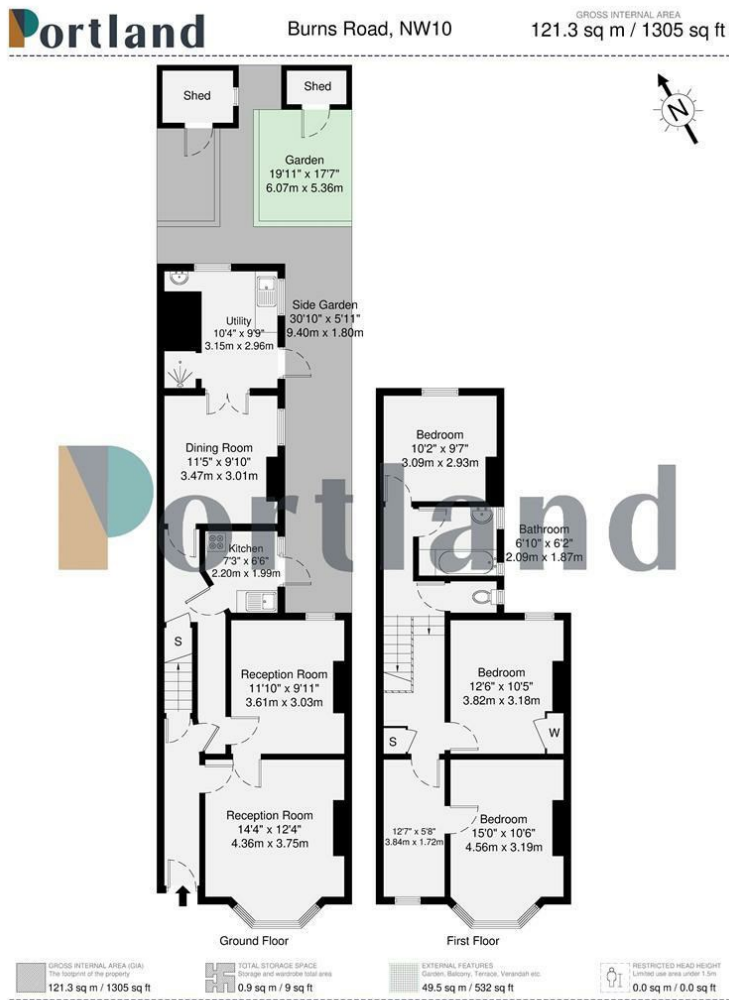 Portland
Burns Road, NW10
GROSS INTERNAL AREA
121.3 sq m / 1305 sq ft
Shed
Shed
N
Garden
19'11" x 17'7"
6.07m x 5.36m
Side Garden
30'10" x 5'11"
9.40m x 1.80m
Utility
10'4" x 9'9"
3.15m x 2.96m
Dining Room
11'5" x 9'10"
3.47m x 3.01m
Bedroom
10'2" x 9'7"
3.09m x 2.93m
Portland
Kitchen
7'3" x 6'6"
2.20m x 1.99m
Bathroom
6'10" x 6'2"
2.09m x 1.87m
S
Reception Room
11'10" x 9'11"
3.61m x 3.03m
Bedroom
12'6" x 10'5"
3.82m x 3.18m
S
W
Reception Room
14'4" x 12'4"
4.36m x 3.75m
12'7" x 5'8"
3.84m x 1.72m
Bedroom
15'0" x 10'6"
4.56m x 3.19m
Ground Floor
First Floor
GROSS INTERNAL AREA (GIA)
The footprint of the property
121.3 sq m / 1305 sq ft
TOTAL STORAGE SPACE
Storage and wardrobe total area
0.9 sq m / 9 sq ft
EXTERNAL FEATURES
Garden, Balcony, Terrace, Verandah etc.
49.5 sq m / 532 sq ft
RESTRICTED HEAD HEIGHT
Limited use area under 1.5m
0.0 sq m / 0.0 sq ft